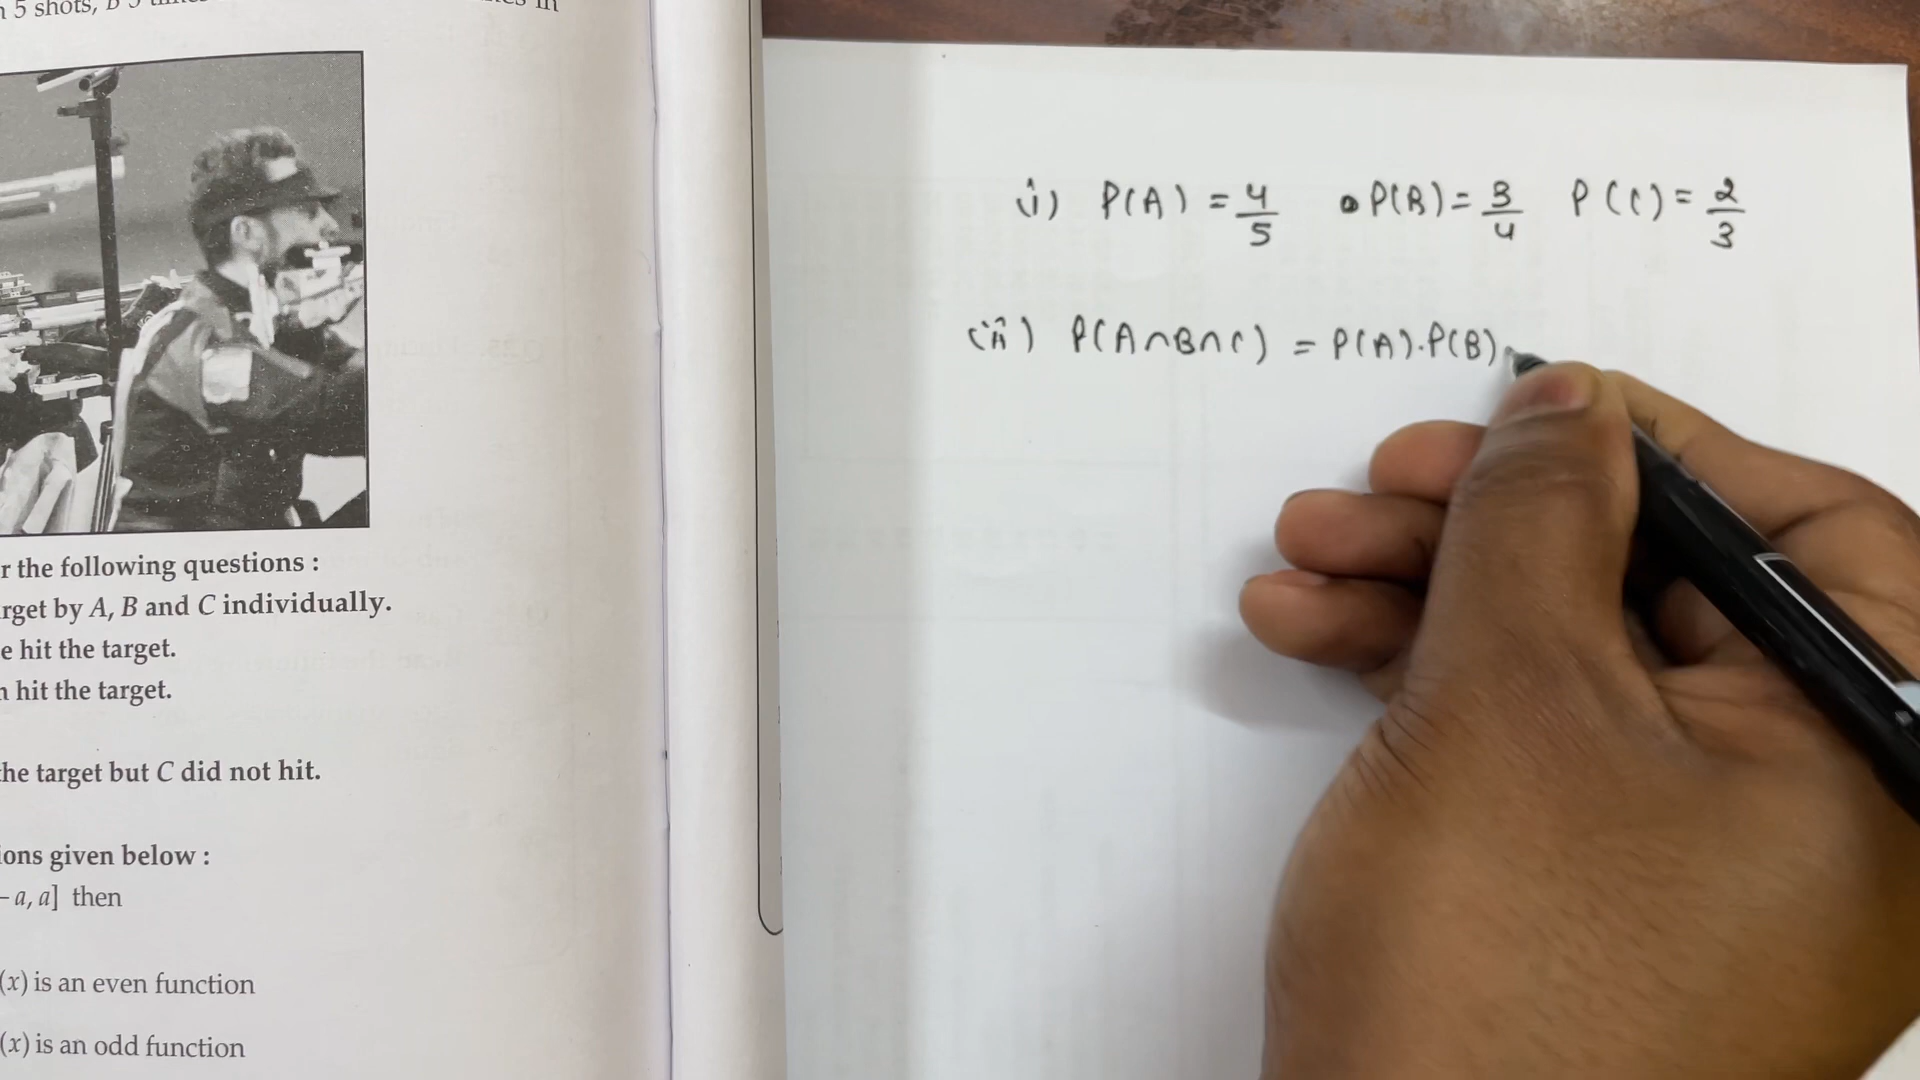 5 shots, B 3
in
r the following questions :
rget by A, B and C individually.
e hit the target.
hit the target.
the target but C did not hit.
ions given below :
– a, a] then
(x) is an even function
(x) is an odd function
(i) P(A) = 4/5 P(B) = 3/4 P(C) = 2/3
(ii) P(A∩B∩C) = P(A).P(B)